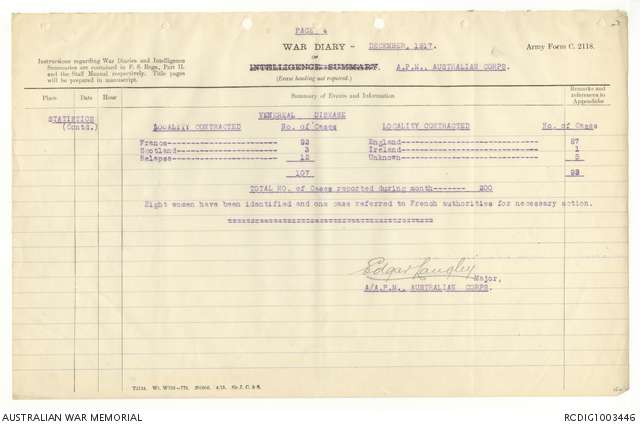 PAGE 4
WAR DIARY - DECEMBER, 1917.
Army Form C. 2118.
or
INTELLIGENCE SUMMARY. A.P.M., AUSTRALIAN CORPS.
(Erase heading not required.)
Instructions regarding War Diaries and Intelligence
Summaries are contained in F. S. Regs., Part II.
and the Staff Manual respectively. Title pages
will be prepared in manuscript.
Place Date Hour Summary of Events and Information Remarks and references to Appendices
STATISTICS VENEREAL DISEASE
(Contd.) LOCALITY CONTRACTED No. of Cases LOCALITY CONTRACTED No. of Cases
France 92 England 87
Scotland 3 Ireland 1
Relapse 12 Unknown 5
107 93
TOTAL NO. of Cases reported during month------- 200
Eight women have been identified and one case referred to French authorities for necessary action.
Edgar Langley
Major,
A/A.P.M., AUSTRALIAN CORPS.
AUSTRALIAN WAR MEMORIAL
RCDIG1003446